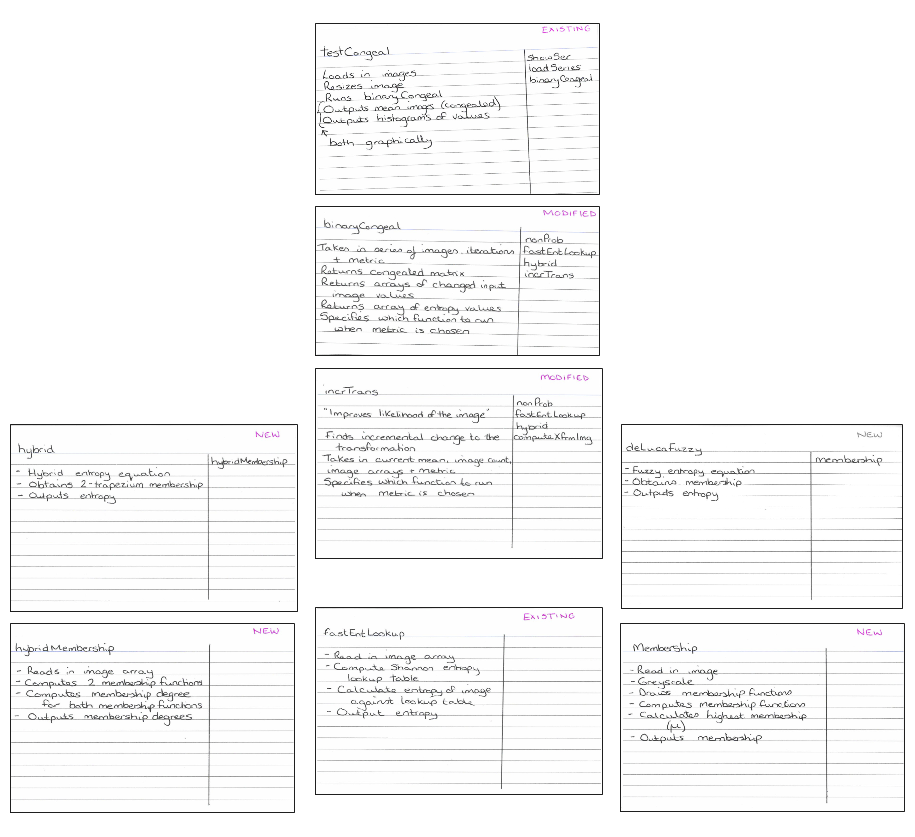 EXISTING
testCongeal
Loads in images
Resizes image
Runs binaryCongeal
Outputs mean image (congealed)
Outputs histograms of values
both graphically
showSer
loadSeries
binaryCongeal
MODIFIED
binaryCongeal
Takes in series of images iterations
+ metric
Returns congealed matrix
Returns arrays of changed input
image values
Returns array of entropy values
Specifies which function to run
when metric is chosen
nonProb
fastEntLookup
hybrid
incrTrans
MODIFIED
incrTrans
"Improves likelihood of the image"
Finds incremental change to the
transformation
Takes in current mean, image count,
image arrays + metric
Specifies which function to run
when metric is chosen
nonProb
fastEntLookup
hybrid
computeXfrmImg
NEW
hybrid
- Hybrid entropy equation
- Obtains 2-trapezium membership
- Outputs entropy
hybridMembership
NEW
deLucaFuzzy
- Fuzzy entropy equation
- Obtains membership
- Outputs entropy
membership
NEW
hybridMembership
- Reads in image array
- Computes 2 membership functions
- Computes membership degree
for both membership functions
- Outputs membership degrees
EXISTING
fastEntLookup
- Read in image array
- Compute Shannon entropy
lookup table
- Calculate entropy of image
against lookup table
- Output entropy
NEW
Membership
- Read in image
- Greyscale
- Draws membership functions
- Computes membership functions
- Calculates highest membership
(μ)
- Outputs membership